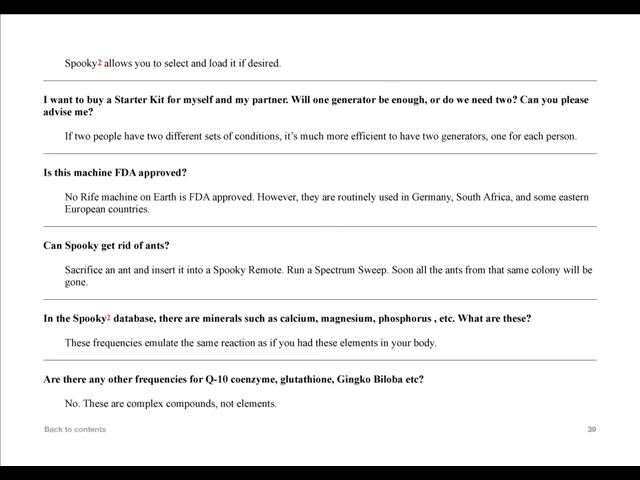 Spooky2 allows you to select and load it if desired.
I want to buy a Starter Kit for myself and my partner. Will one generator be enough, or do we need two? Can you please
advise me?
If two people have two different sets of conditions, it's much more efficient to have two generators, one for each person.
Is this machine FDA approved?
No Rife machine on Earth is FDA approved. However, they are routinely used in Germany, South Africa, and some eastern
European countries.
Can Spooky get rid of ants?
Sacrifice an ant and insert it into a Spooky Remote. Run a Spectrum Sweep. Soon all the ants from that same colony will be
gone.
In the Spooky2 database, there are minerals such as calcium, magnesium, phosphorus , etc. What are these?
These frequencies emulate the same reaction as if you had these elements in your body.
Are there any other frequencies for Q-10 coenzyme, glutathione, Gingko Biloba etc?
No. These are complex compounds, not elements.
Back to contents 39